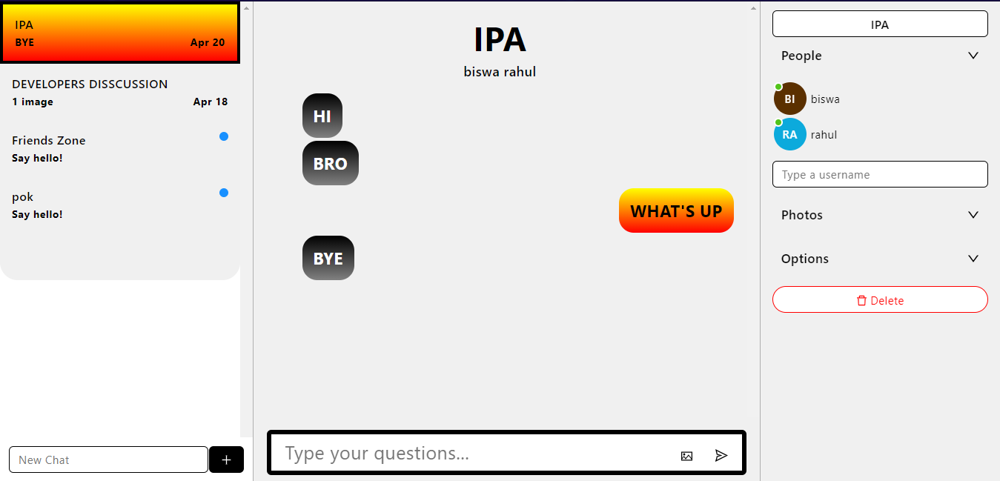 IPA
BYE Apr 20
DEVELOPERS DISSCUSSION
1 image Apr 18
Friends Zone
Say hello!
pok
Say hello!
New Chat
+
IPA
biswa rahul
HI
BRO
WHAT'S UP
BYE
Type your questions...
IPA
People
BI biswa
RA rahul
Type a username
Photos
Options
Delete